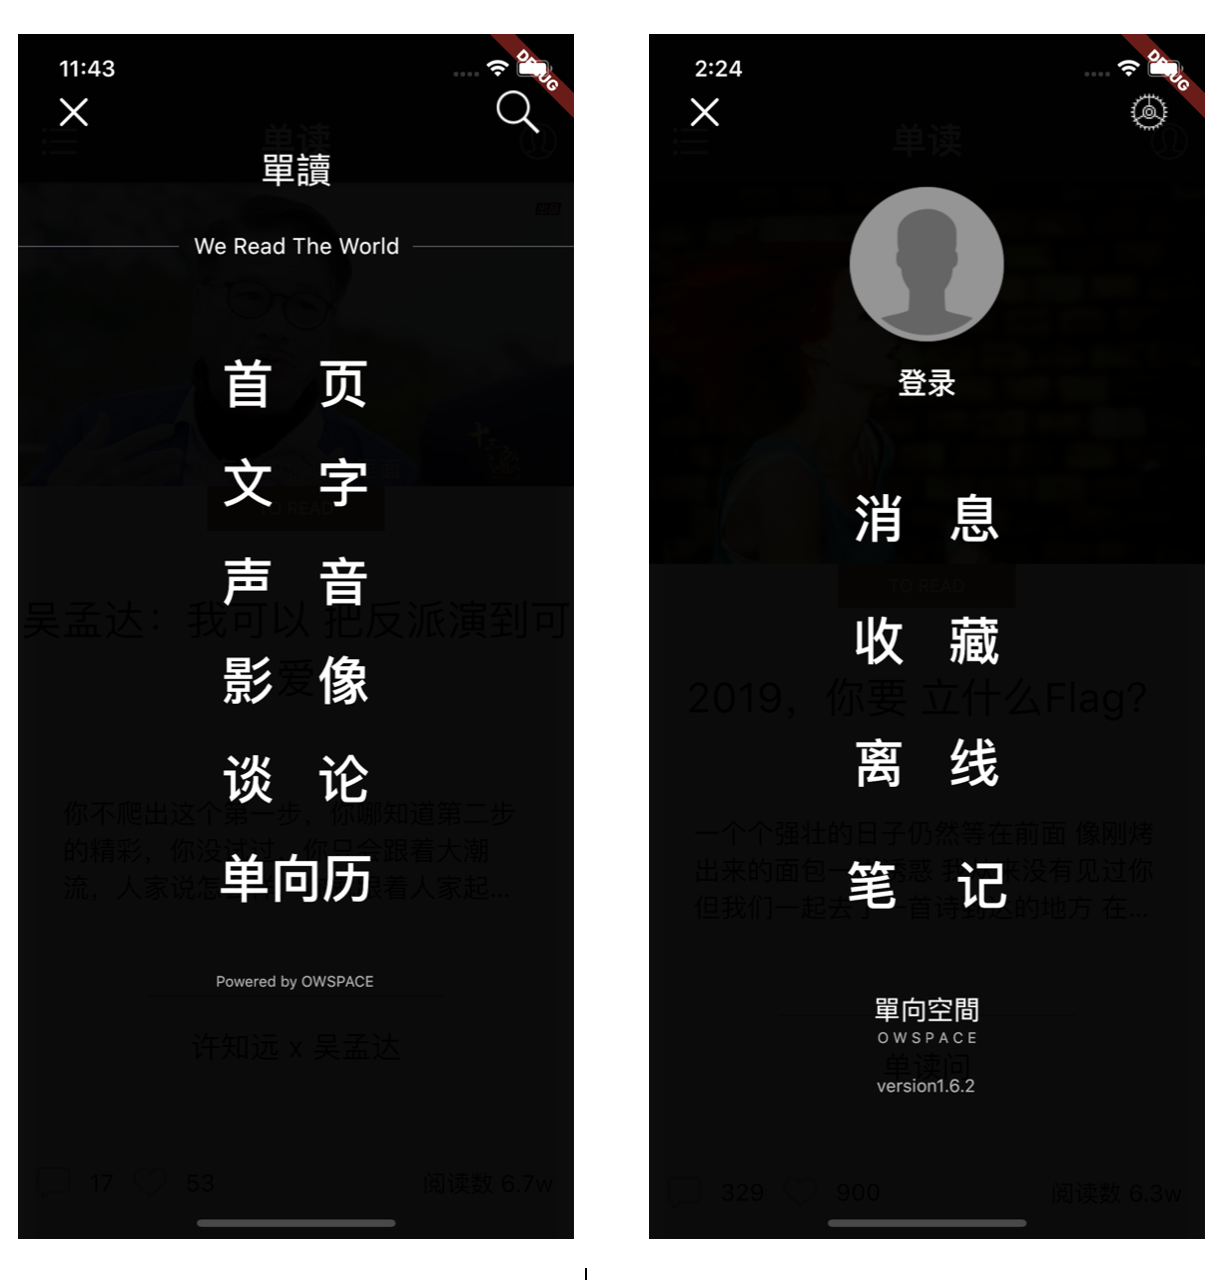 11:43
DEBUG
单读
單讀
We Read The World
首 页
文 字
TO READ
声 音
吴孟达：我可以 把反派演到可
爱
影 像
谈 论
你不爬出这个第一步，你哪知道第二步
的精彩，你没试过，你只会跟着大潮
流，人家说怎 跟着人家起...
单向历
Powered by OWSPACE
许知远 x 吴孟达
17 53 阅读数 6.7w
2:24
DEBUG
单读
登录
消 息
TO READ
收 藏
2019，你要 立什么Flag?
离 线
一个个强壮的日子仍然等在前面 像刚烤
出来的面包一 诱惑 我 来没有见过你
但我们一起去了一首诗到达的地方 在...
笔 记
單向空間
OWSPACE
单读问
version1.6.2
329 900 阅读数 6.3w